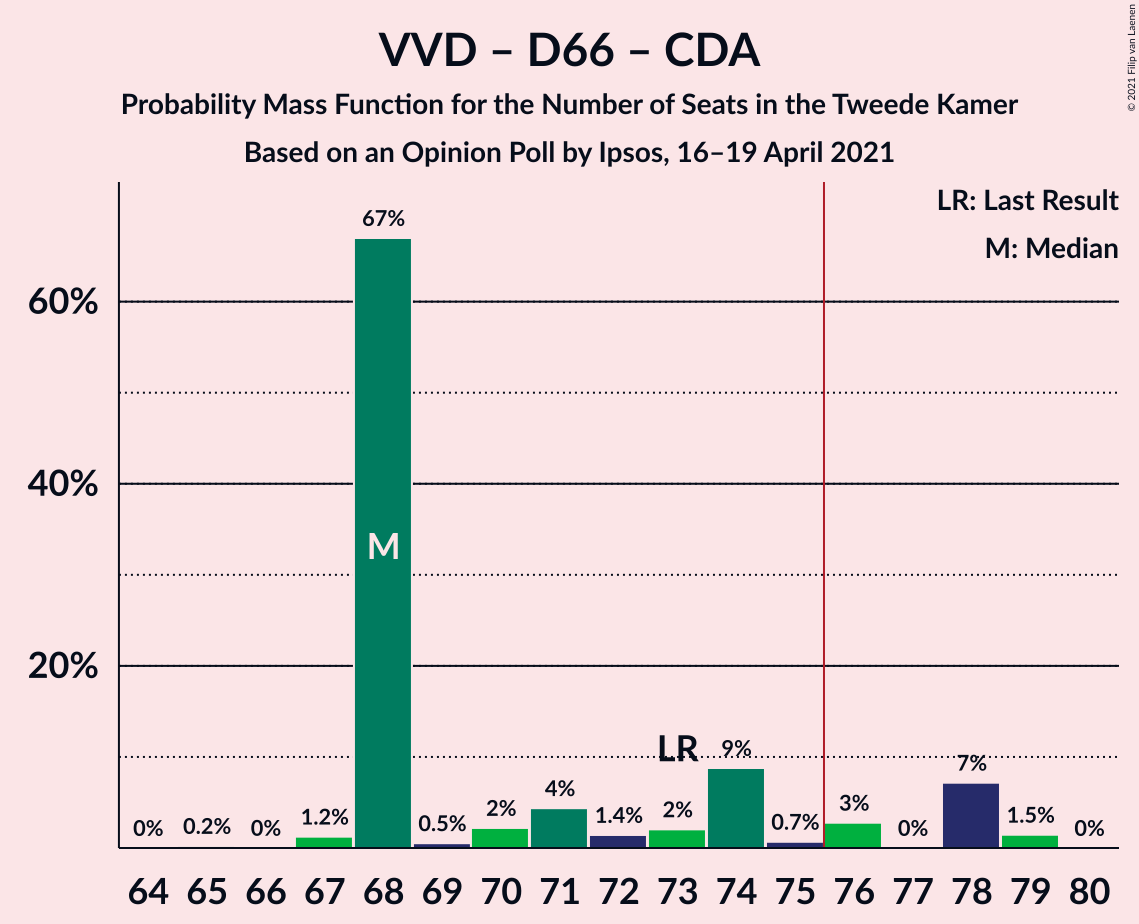 VVD – D66 – CDA
Probability Mass Function for the Number of Seats in the Tweede Kamer
Based on an Opinion Poll by Ipsos, 16–19 April 2021
© 2021 Filip van Laenen
LR: Last Result
M: Median
60%
40%
20%
0%
0.2%
0%
1.2%
67%
M
0.5%
2%
4%
1.4%
2%
LR
9%
0.7%
3%
0%
7%
1.5%
0%
64 65 66 67 68 69 70 71 72 73 74 75 76 77 78 79 80